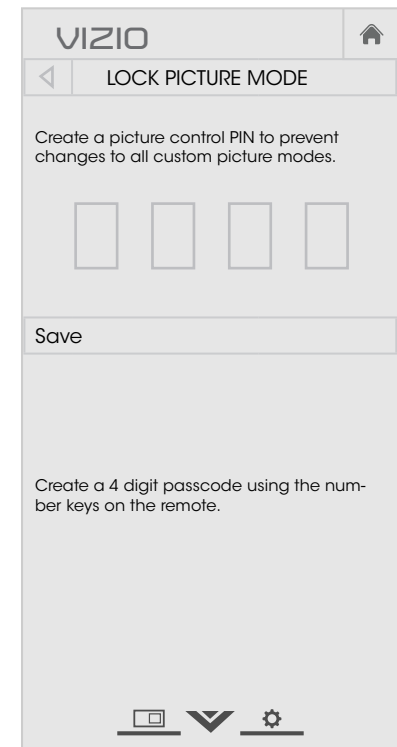 VIZIO
LOCK PICTURE MODE
Create a picture control PIN to prevent
changes to all custom picture modes.
Save
Create a 4 digit passcode using the num-
ber keys on the remote.